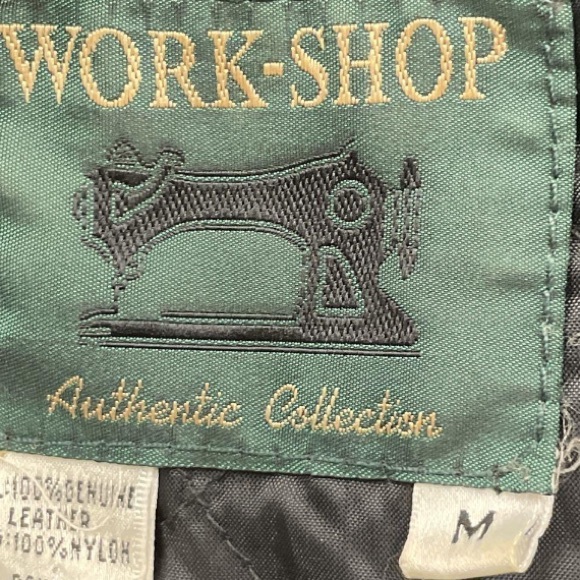 WORK-SHOP
Authentic Collection
:100%GENUINE
LEATHER
:100%NYLON
M